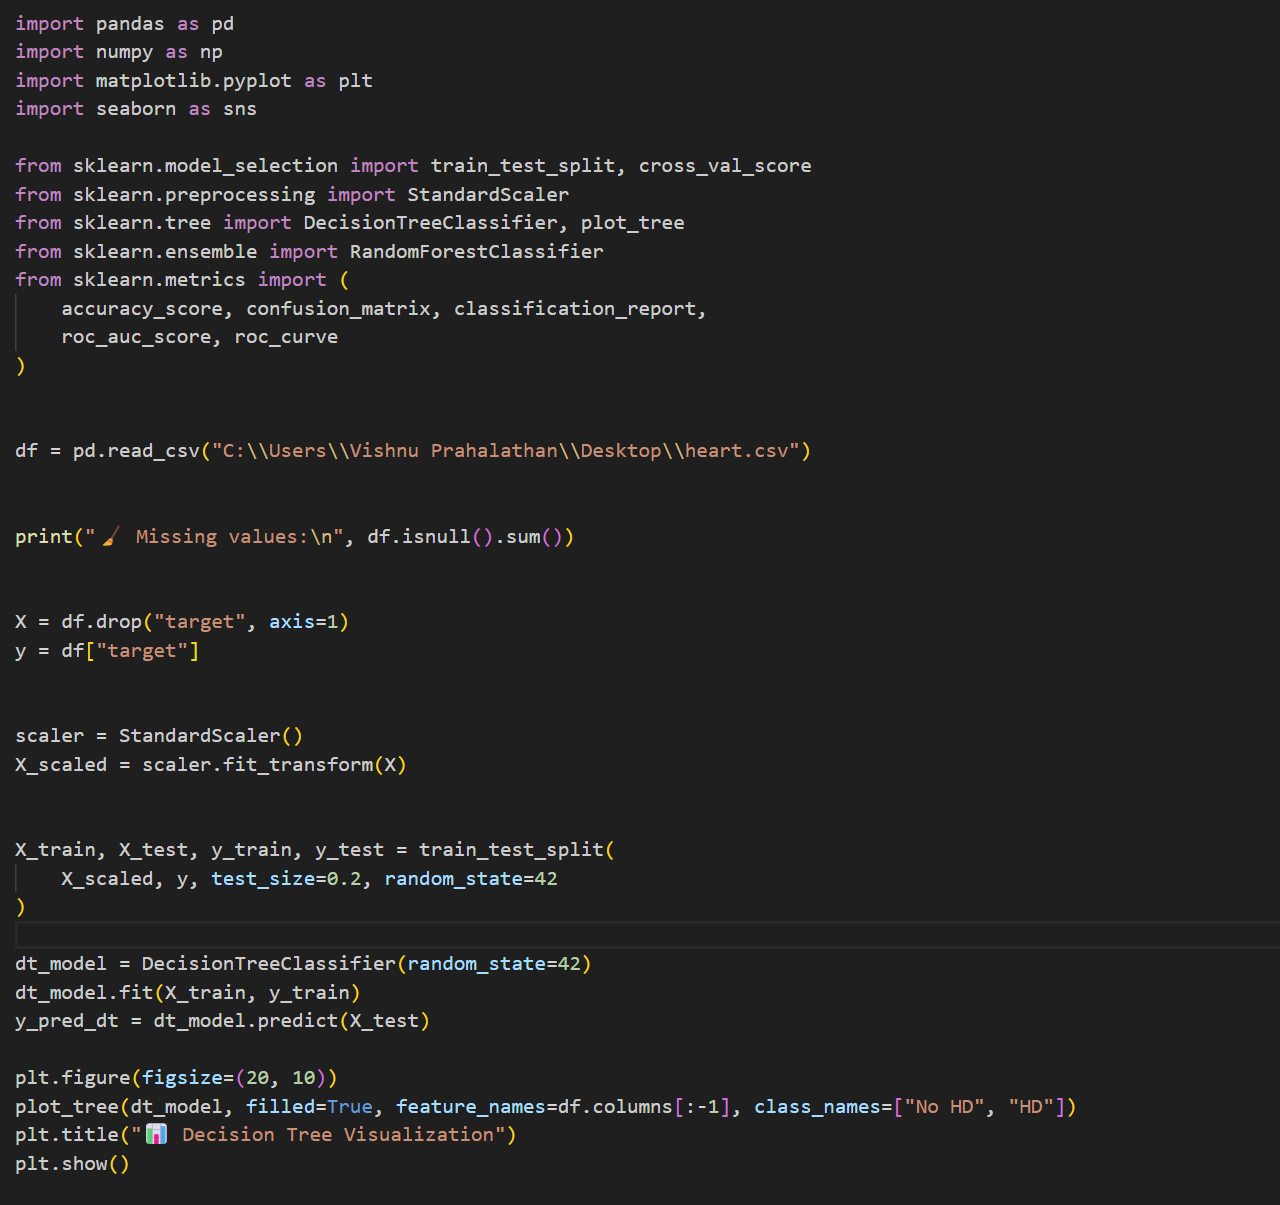 import pandas as pd
import numpy as np
import matplotlib.pyplot as plt
import seaborn as sns
from sklearn.model_selection import train_test_split, cross_val_score
from sklearn.preprocessing import StandardScaler
from sklearn.tree import DecisionTreeClassifier, plot_tree
from sklearn.ensemble import RandomForestClassifier
from sklearn.metrics import (
    accuracy_score, confusion_matrix, classification_report,
    roc_auc_score, roc_curve
)
df = pd.read_csv("C:\\Users\\Vishnu Prahalathan\\Desktop\\heart.csv")
print("🧹 Missing values:\n", df.isnull().sum())
X = df.drop("target", axis=1)
y = df["target"]
scaler = StandardScaler()
X_scaled = scaler.fit_transform(X)
X_train, X_test, y_train, y_test = train_test_split(
    X_scaled, y, test_size=0.2, random_state=42
)
dt_model = DecisionTreeClassifier(random_state=42)
dt_model.fit(X_train, y_train)
y_pred_dt = dt_model.predict(X_test)
plt.figure(figsize=(20, 10))
plot_tree(dt_model, filled=True, feature_names=df.columns[:-1], class_names=["No HD", "HD"])
plt.title("📊 Decision Tree Visualization")
plt.show()